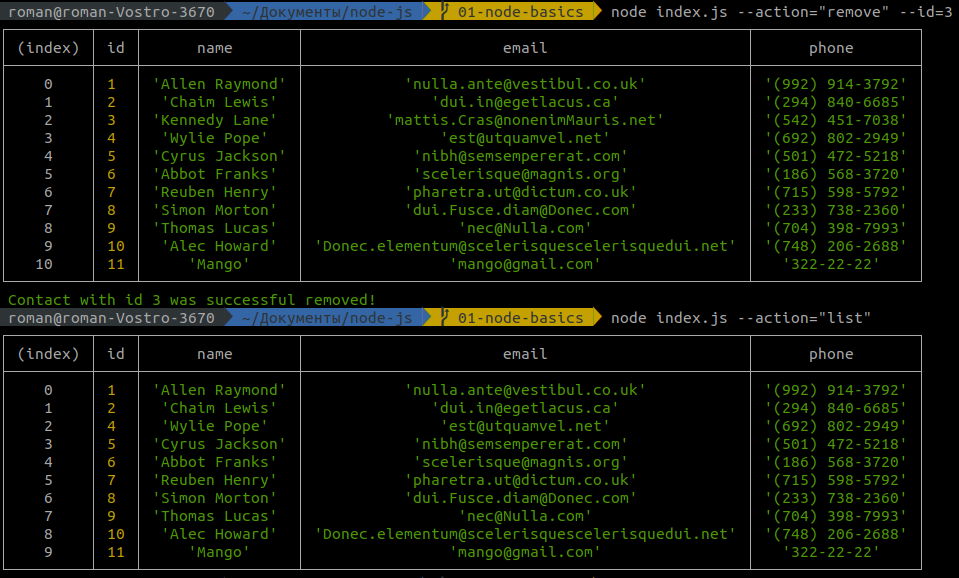 roman@roman-Vostro-3670 ~/Документы/node-js 01-node-basics node index.js --action="remove" --id=3
(index) id name email phone
0 1 'Allen Raymond' 'nulla.ante@vestibul.co.uk' '(992) 914-3792'
1 2 'Chaim Lewis' 'dui.in@egetlacus.ca' '(294) 840-6685'
2 3 'Kennedy Lane' 'mattis.Cras@nonenimMauris.net' '(542) 451-7038'
3 4 'Wylie Pope' 'est@utquamvel.net' '(692) 802-2949'
4 5 'Cyrus Jackson' 'nibh@semsempererat.com' '(501) 472-5218'
5 6 'Abbot Franks' 'scelerisque@magnis.org' '(186) 568-3720'
6 7 'Reuben Henry' 'pharetra.ut@dictum.co.uk' '(715) 598-5792'
7 8 'Simon Morton' 'dui.Fusce.diam@Donec.com' '(233) 738-2360'
8 9 'Thomas Lucas' 'nec@Nulla.com' '(704) 398-7993'
9 10 'Alec Howard' 'Donec.elementum@scelerisquescelerisquedui.net' '(748) 206-2688'
10 11 'Mango' 'mango@gmail.com' '322-22-22'
Contact with id 3 was successful removed!
roman@roman-Vostro-3670 ~/Документы/node-js 01-node-basics node index.js --action="list"
(index) id name email phone
0 1 'Allen Raymond' 'nulla.ante@vestibul.co.uk' '(992) 914-3792'
1 2 'Chaim Lewis' 'dui.in@egetlacus.ca' '(294) 840-6685'
2 4 'Wylie Pope' 'est@utquamvel.net' '(692) 802-2949'
3 5 'Cyrus Jackson' 'nibh@semsempererat.com' '(501) 472-5218'
4 6 'Abbot Franks' 'scelerisque@magnis.org' '(186) 568-3720'
5 7 'Reuben Henry' 'pharetra.ut@dictum.co.uk' '(715) 598-5792'
6 8 'Simon Morton' 'dui.Fusce.diam@Donec.com' '(233) 738-2360'
7 9 'Thomas Lucas' 'nec@Nulla.com' '(704) 398-7993'
8 10 'Alec Howard' 'Donec.elementum@scelerisquescelerisquedui.net' '(748) 206-2688'
9 11 'Mango' 'mango@gmail.com' '322-22-22'